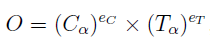 O = (C_α)^{e_C} × (T_α)^{e_T}